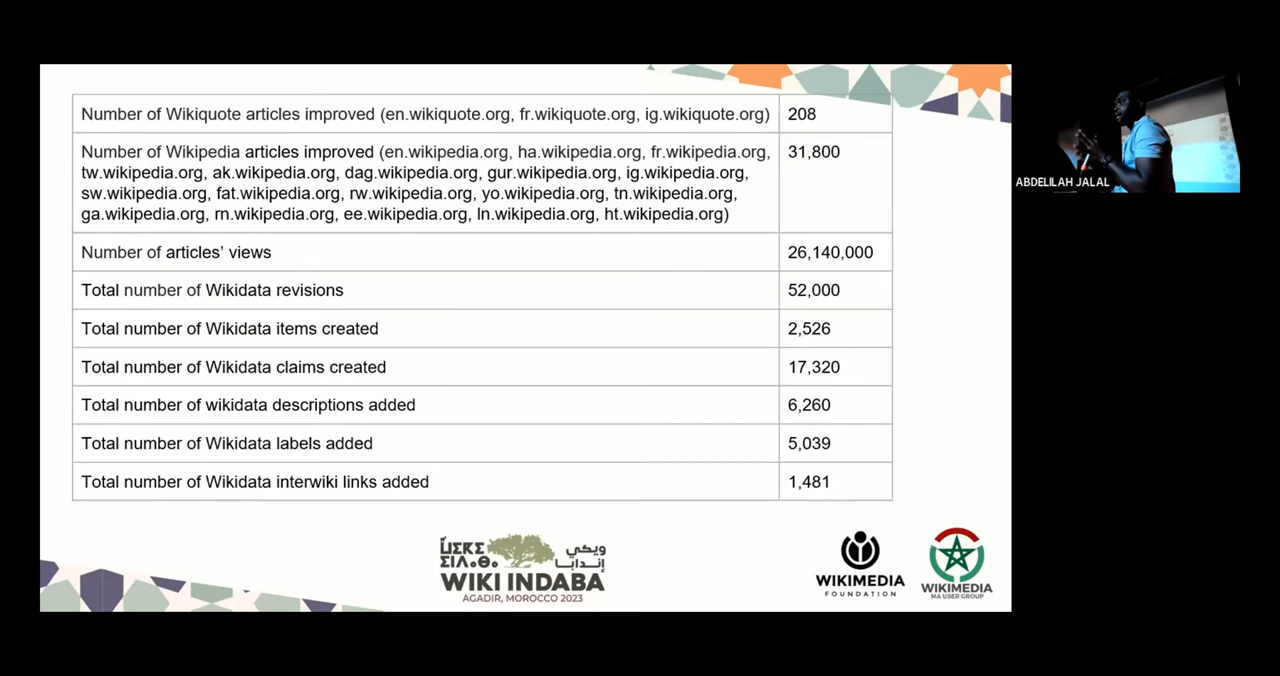 Number of Wikiquote articles improved (en.wikiquote.org, fr.wikiquote.org, ig.wikiquote.org) 208
Number of Wikipedia articles improved (en.wikipedia.org, ha.wikipedia.org, fr.wikipedia.org, 31,800
tw.wikipedia.org, ak.wikipedia.org, dag.wikipedia.org, gur.wikipedia.org, ig.wikipedia.org,
sw.wikipedia.org, fat.wikipedia.org, rw.wikipedia.org, yo.wikipedia.org, tn.wikipedia.org,
ga.wikipedia.org, rn.wikipedia.org, ee.wikipedia.org, ln.wikipedia.org, ht.wikipedia.org)
Number of articles’ views 26,140,000
Total number of Wikidata revisions 52,000
Total number of Wikidata items created 2,526
Total number of Wikidata claims created 17,320
Total number of wikidata descriptions added 6,260
Total number of Wikidata labels added 5,039
Total number of Wikidata interwiki links added 1,481
ABDELILAH JALAL
ويكي
إندابا
WIKI INDABA
AGADIR, MOROCCO 2023
WIKIMEDIA
FOUNDATION
WIKIMEDIA
MA USER GROUP